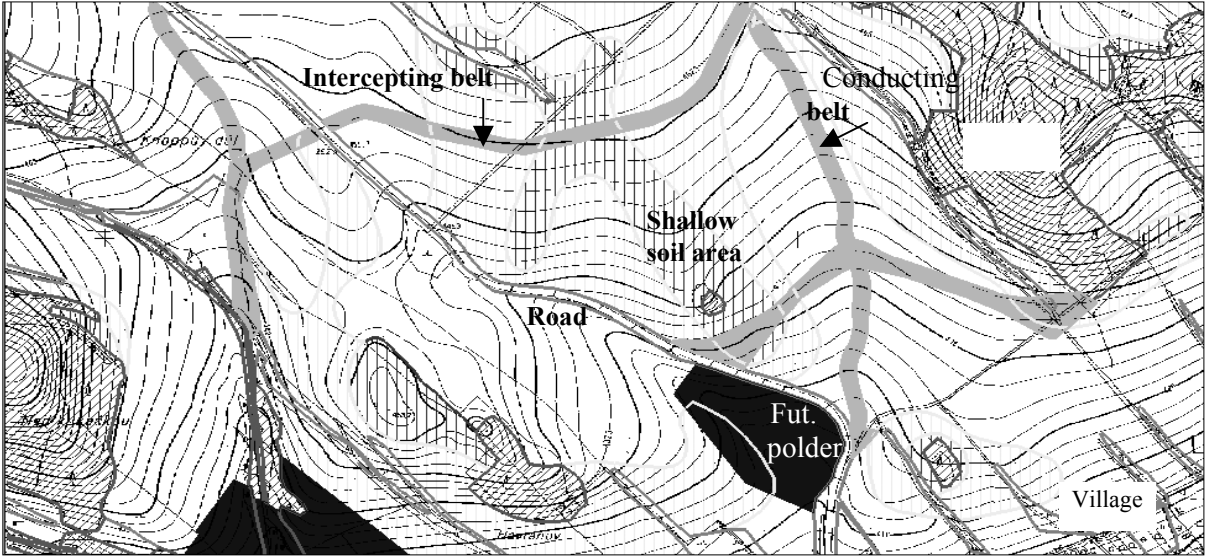 Intercepting belt
Conducting
belt
Shallow
soil area
Road
Fut.
polder
Village